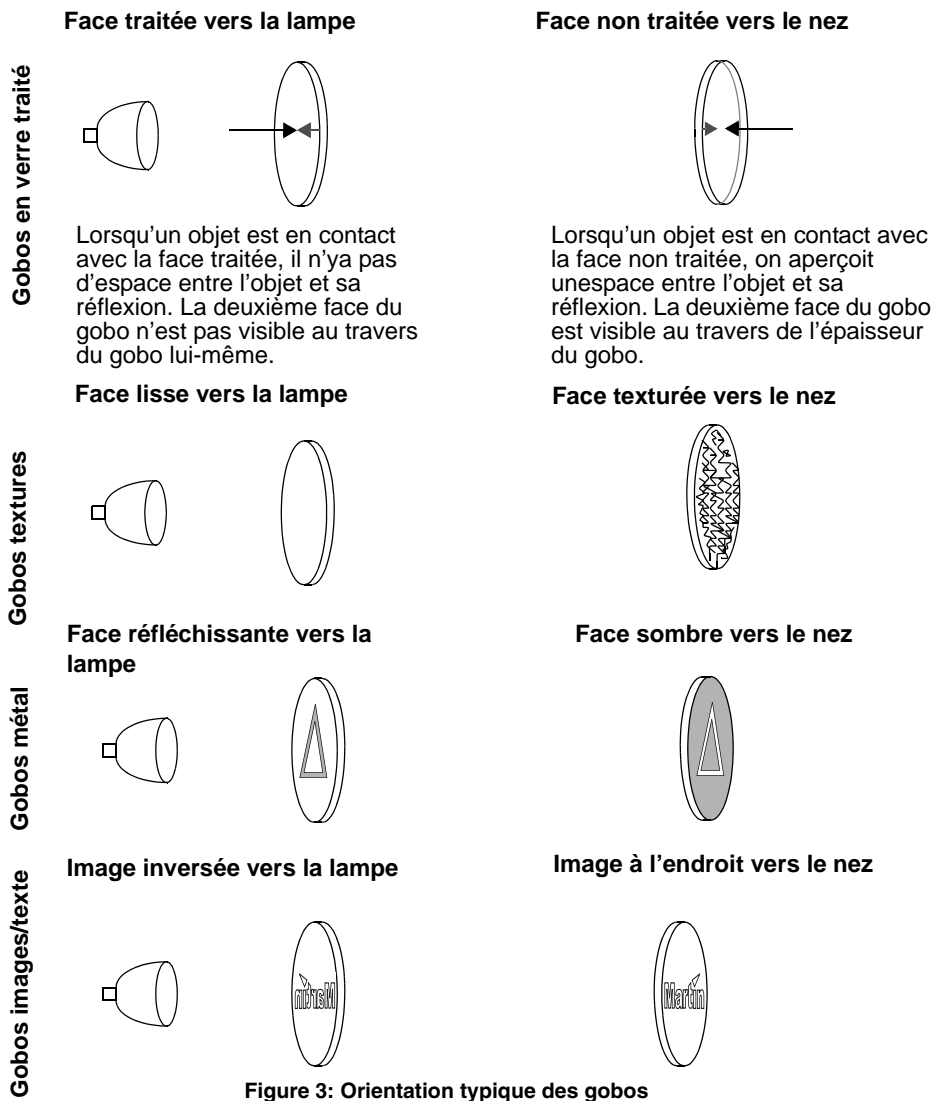 Face traitée vers la lampe
Face non traitée vers le nez
Gobos en verre traité
Lorsqu'un objet est en contact
avec la face traitée, il n'ya pas
d'espace entre l'objet et sa
réflexion. La deuxième face du
gobo n'est pas visible au travers
du gobo lui-même.
Lorsqu'un objet est en contact avec
la face non traitée, on aperçoit
unespace entre l'objet et sa
réflexion. La deuxième face du gobo
est visible au travers de l'épaisseur
du gobo.
Face lisse vers la lampe
Face texturée vers le nez
Gobos textures
Face réfléchissante vers la
lampe
Face sombre vers le nez
Gobos métal
Image inversée vers la lampe
Image à l'endroit vers le nez
Gobos images/texte
Martin
Martin
Figure 3: Orientation typique des gobos